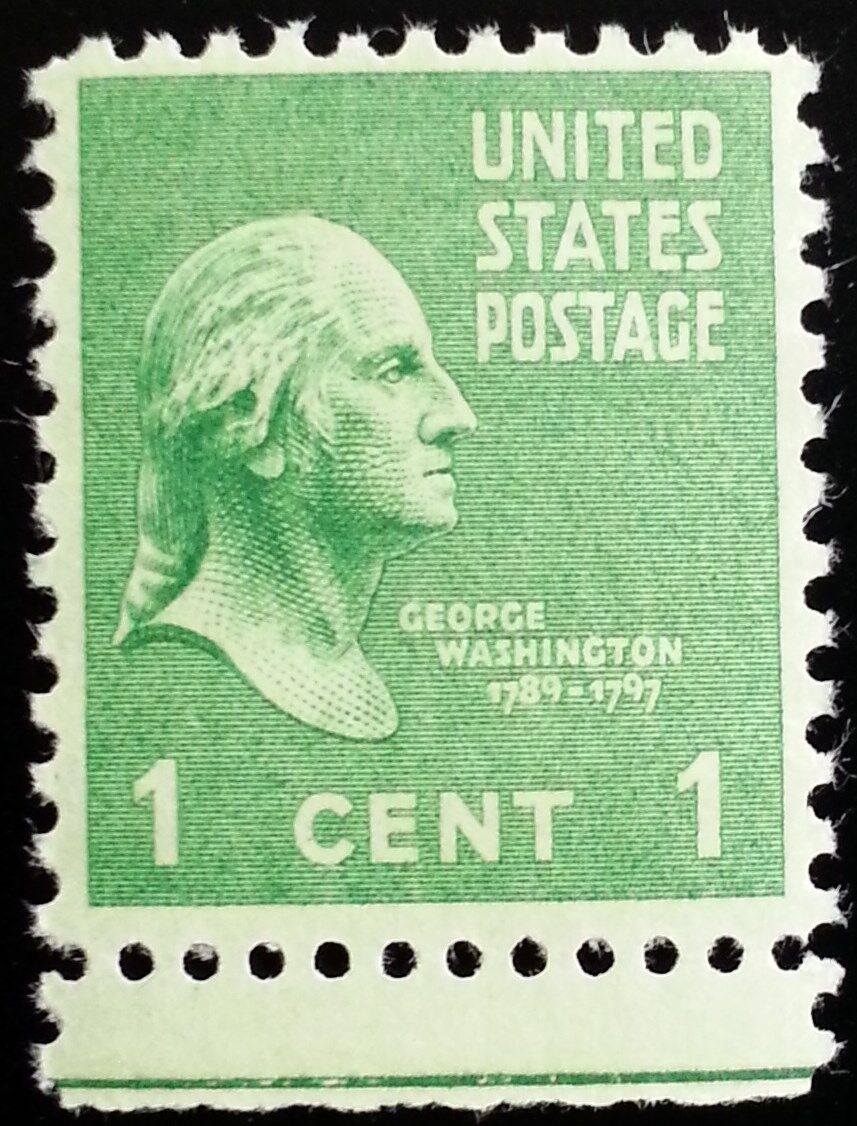 UNITED
STATES
POSTAGE
GEORGE
WASHINGTON
1789-1797
1 CENT 1